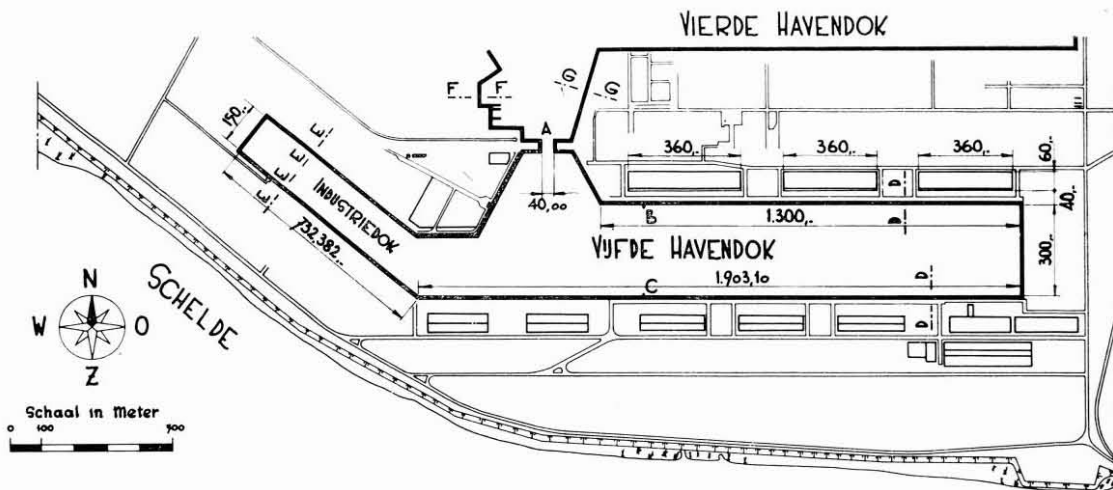 VIERDE HAVENDOK
F F
G G
E
A
150,-
E
E
E
E
INDUSTRIEDOK
732,382,-
360,- 360,- 360,-
60,-
40,-
40,00
D
D
B
1.300,-
VIJFDE HAVENDOK
300,-
1.903,10
C
D
D
SCHELDE
N
W O
Z
Schaal in Meter
0 100 500